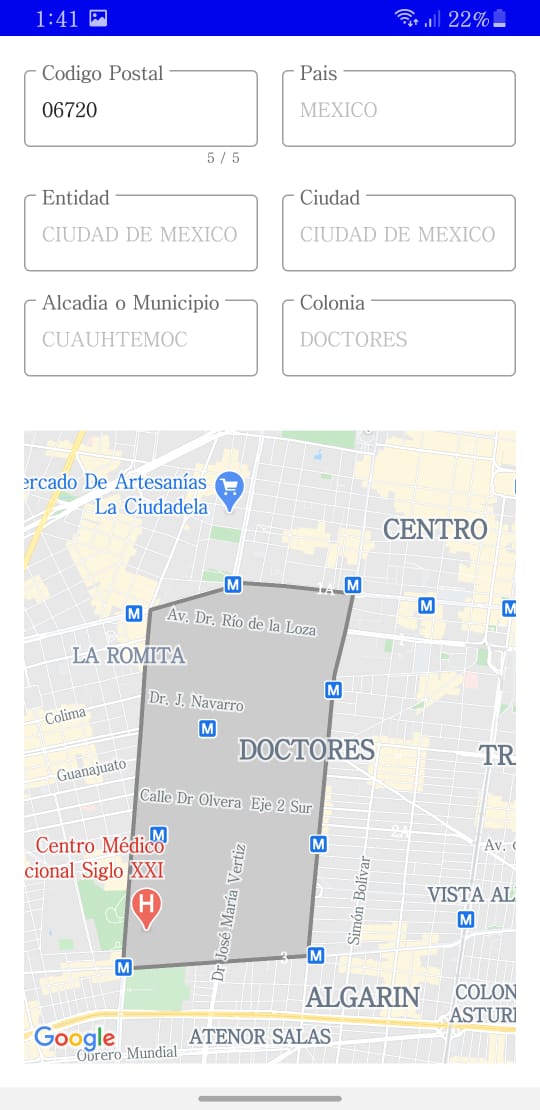 1:41
22%
Codigo Postal
06720
5 / 5
Pais
MEXICO
Entidad
CIUDAD DE MEXICO
Ciudad
CIUDAD DE MEXICO
Alcadia o Municipio
CUAUHTEMOC
Colonia
DOCTORES
ercado De Artesanías
La Ciudadela
CENTRO
M
1A
M
M
M
M
Av. Dr. Río de la Loza
LA ROMITA
M
Dr. J. Navarro
Colima
M
DOCTORES
TR
Guanajuato
Calle Dr Olvera
Eje 2 Sur
2A
M
M
Centro Médico
cional Siglo XXI
Av.
H
Dr José María Vertiz
Simón Bolívar
VISTA AL
M
3
M
M
ALGARIN
COLON
ASTURI
Google
ATENOR SALAS
Obrero Mundial